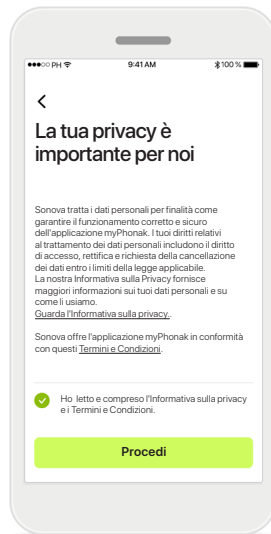 PH
9:41 AM
100 %
La tua privacy è
importante per noi
Sonova tratta i dati personali per finalità come
garantire il funzionamento corretto e sicuro
dell'applicazione myPhonak. I tuoi diritti relativi
al trattamento dei dati personali includono il diritto
di accesso, rettifica e richiesta della cancellazione
dei dati entro i limiti della legge applicabile.
La nostra Informativa sulla Privacy fornisce
maggiori informazioni sui tuoi dati personali e su
come li usiamo.
Guarda l'Informativa sulla privacy..
Sonova offre l'applicazione myPhonak in conformità
con questi Termini e Condizioni.
Ho letto e compreso l'Informativa sulla privacy
e i Termini e Condizioni.
Procedi